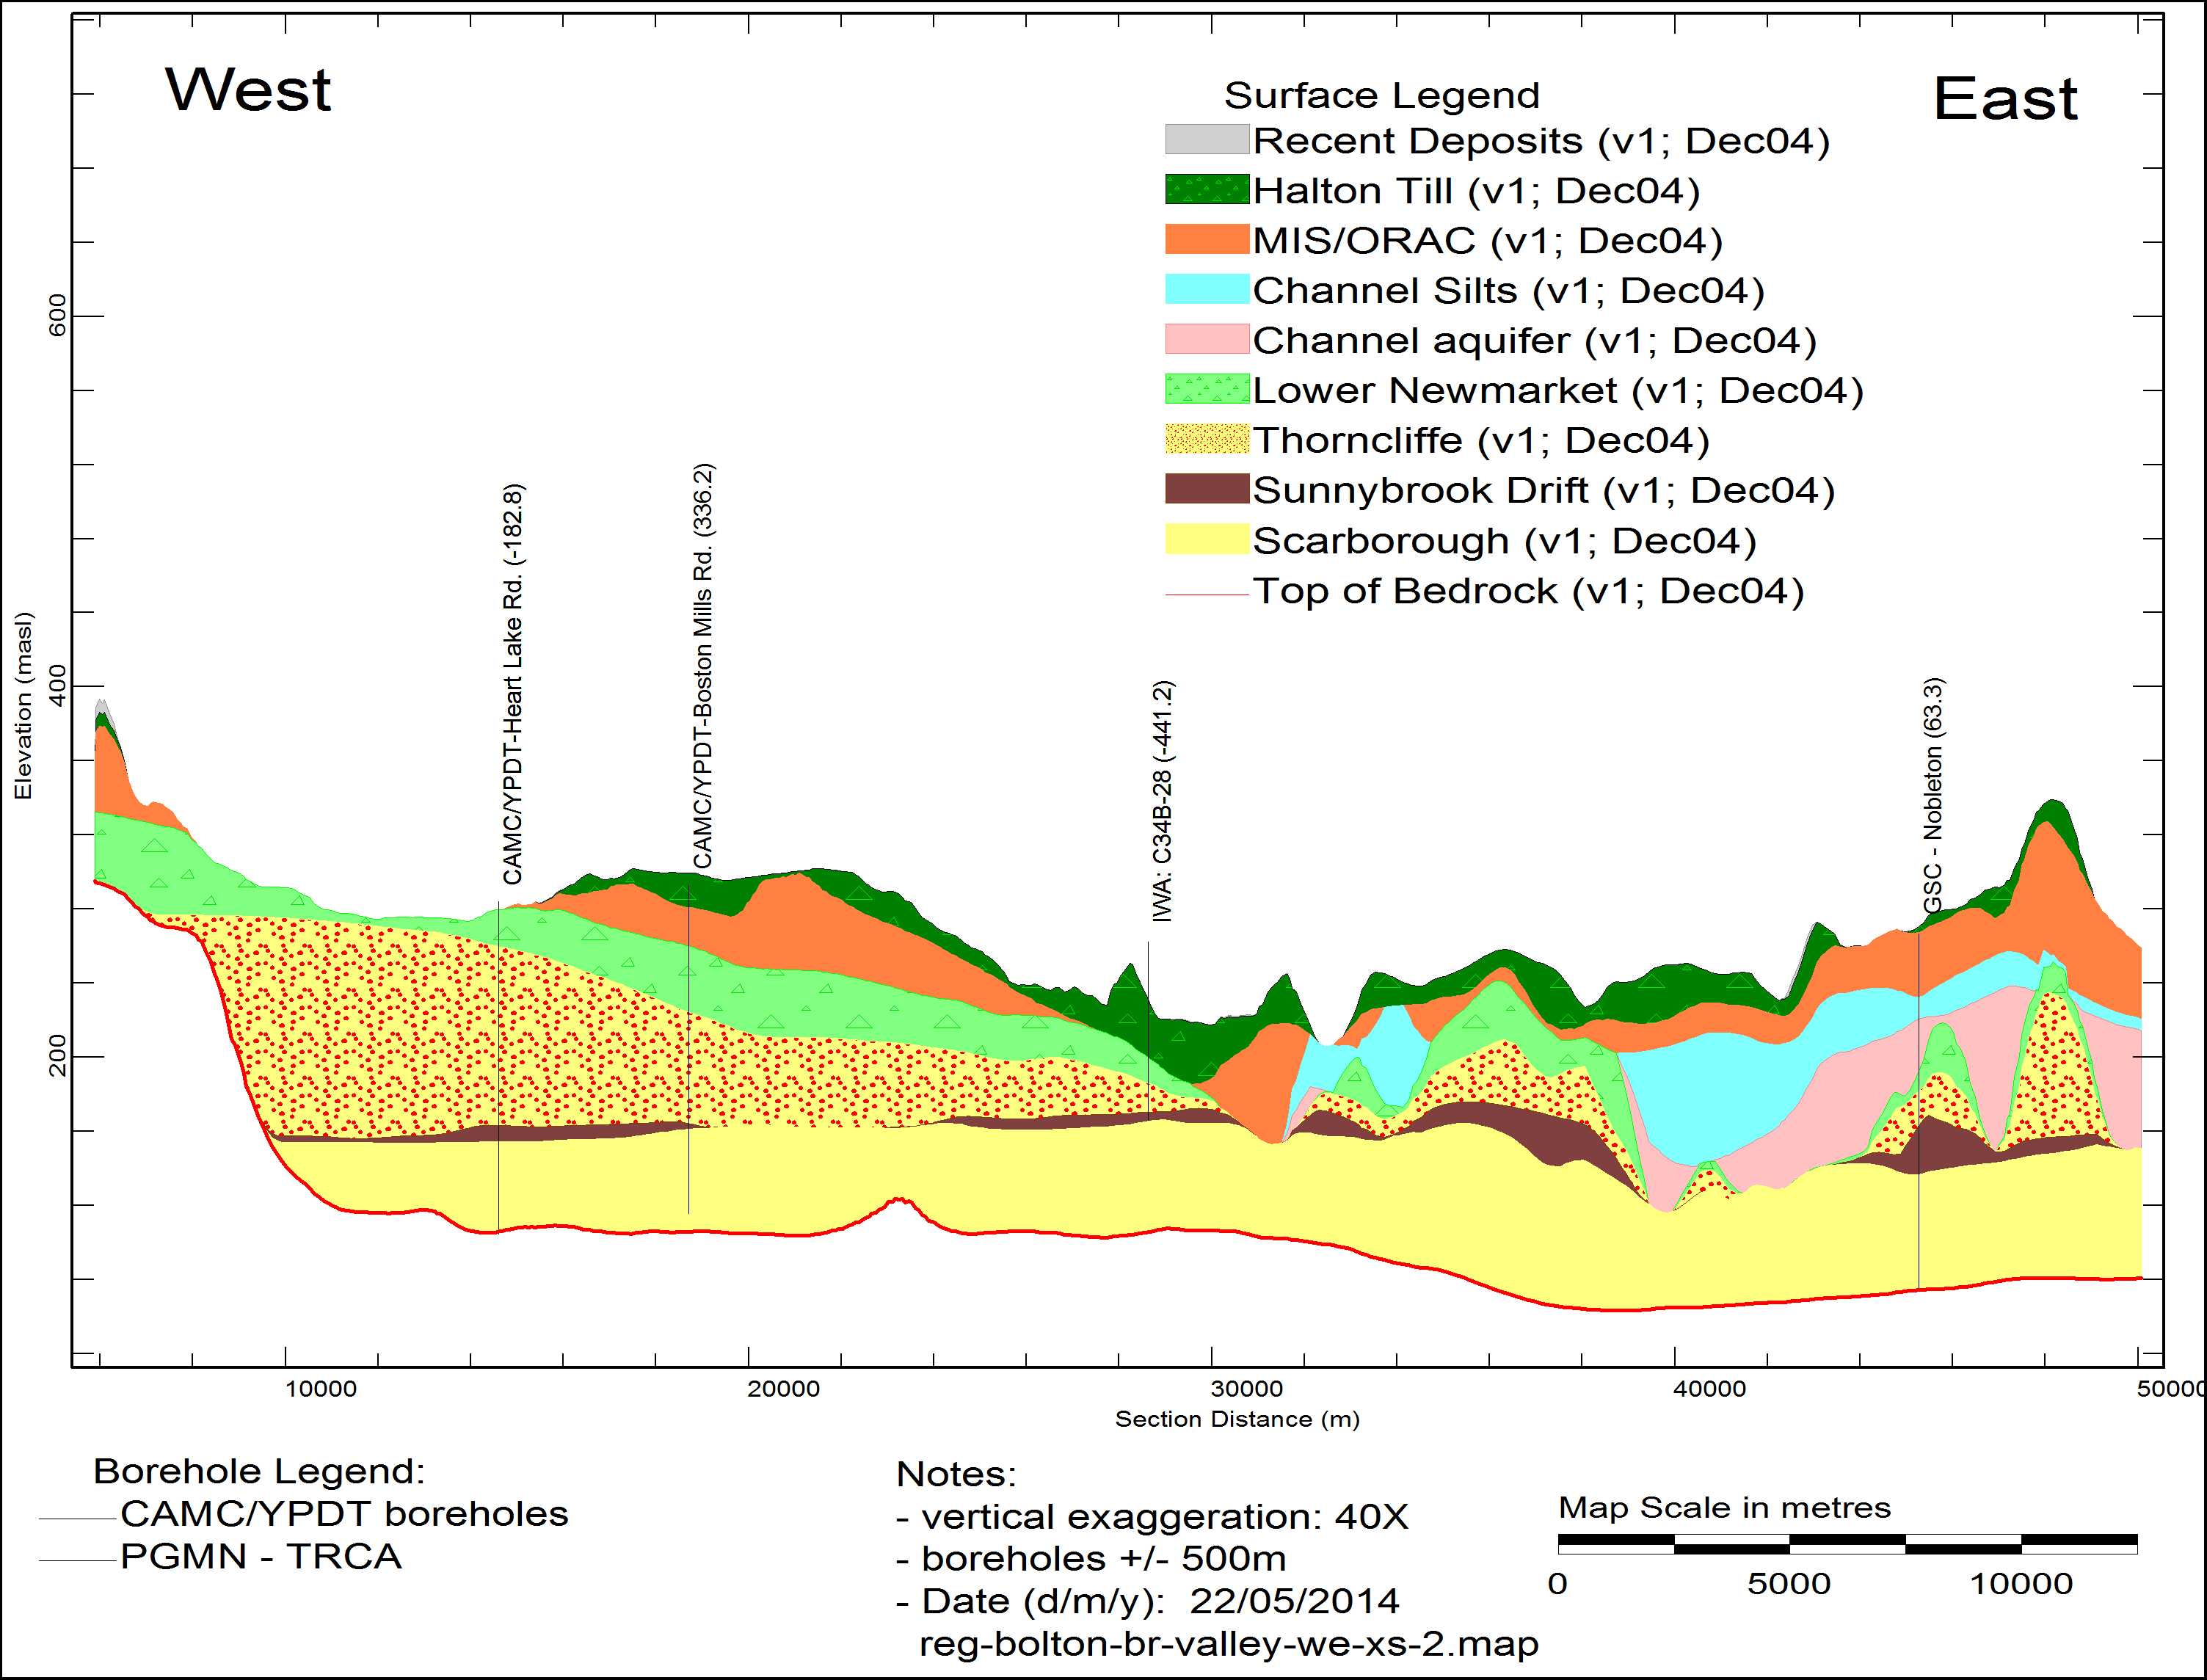 West
East
Surface Legend
Recent Deposits (v1; Dec04)
Halton Till (v1; Dec04)
MIS/ORAC (v1; Dec04)
Channel Silts (v1; Dec04)
Channel aquifer (v1; Dec04)
Lower Newmarket (v1; Dec04)
Thorncliffe (v1; Dec04)
Sunnybrook Drift (v1; Dec04)
Scarborough (v1; Dec04)
Top of Bedrock (v1; Dec04)
Elevation (masl)
600
400
200
CAMC/YPDT-Heart Lake Rd. (-182.8)
CAMC/YPDT-Boston Mills Rd. (336.2)
IWA: C34B-28 (-441.2)
GSC - Nobleton (63.3)
10000 20000 30000 40000 50000
Section Distance (m)
Borehole Legend:
CAMC/YPDT boreholes
PGMN - TRCA
Notes:
- vertical exaggeration: 40X
- boreholes +/- 500m
- Date (d/m/y): 22/05/2014
reg-bolton-br-valley-we-xs-2.map
Map Scale in metres
0 5000 10000